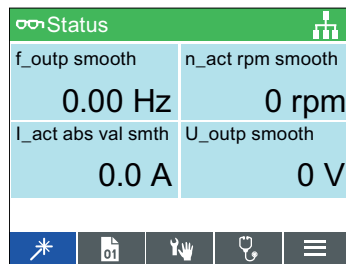 Status
f_outp smooth
n_act rpm smooth
0.00 Hz
0 rpm
I_act abs val smth
U_outp smooth
0.0 A
0 V
01